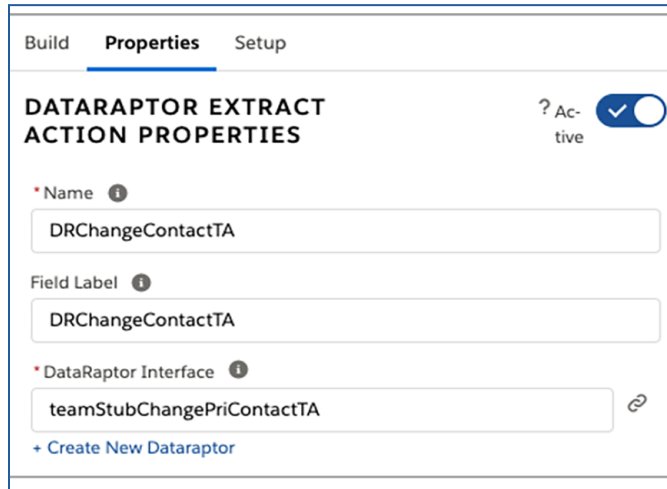 Build Properties Setup
DATARAPTOR EXTRACT
ACTION PROPERTIES
? Ac-
tive
* Name
DRChangeContactTA
Field Label
DRChangeContactTA
* DataRaptor Interface
teamStubChangePriContactTA
+ Create New Dataraptor